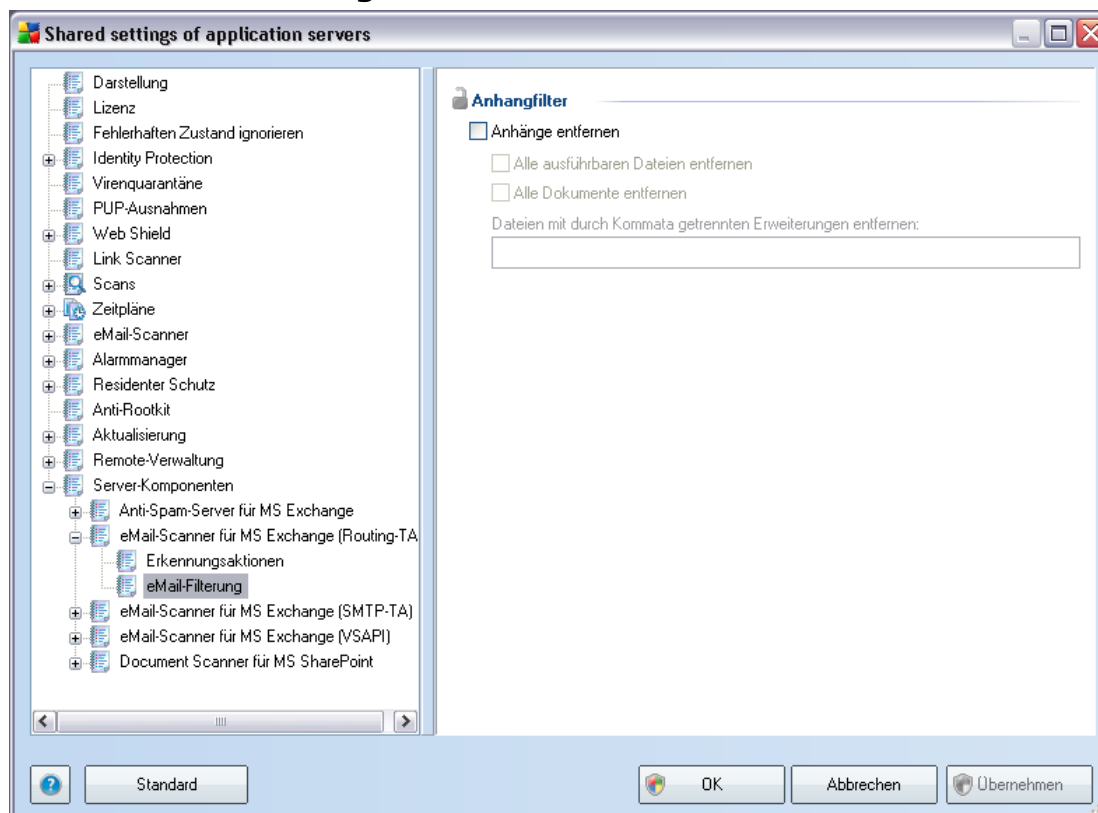 Shared settings of application servers
Darstellung
Lizenz
Fehlerhaften Zustand ignorieren
Identity Protection
Virenquarantäne
PUP-Ausnahmen
Web Shield
Link Scanner
Scans
Zeitpläne
eMail-Scanner
Alarmmanager
Residenter Schutz
Anti-Rootkit
Aktualisierung
Remote-Verwaltung
Server-Komponenten
Anti-Spam-Server für MS Exchange
eMail-Scanner für MS Exchange (Routing-TA
Erkennungsaktionen
eMail-Filterung
eMail-Scanner für MS Exchange (SMTP-TA)
eMail-Scanner für MS Exchange (VSAPI)
Document Scanner für MS SharePoint
Anhangfilter
Anhänge entfernen
Alle ausführbaren Dateien entfernen
Alle Dokumente entfernen
Dateien mit durch Kommata getrennten Erweiterungen entfernen:
Standard
OK
Abbrechen
Übernehmen